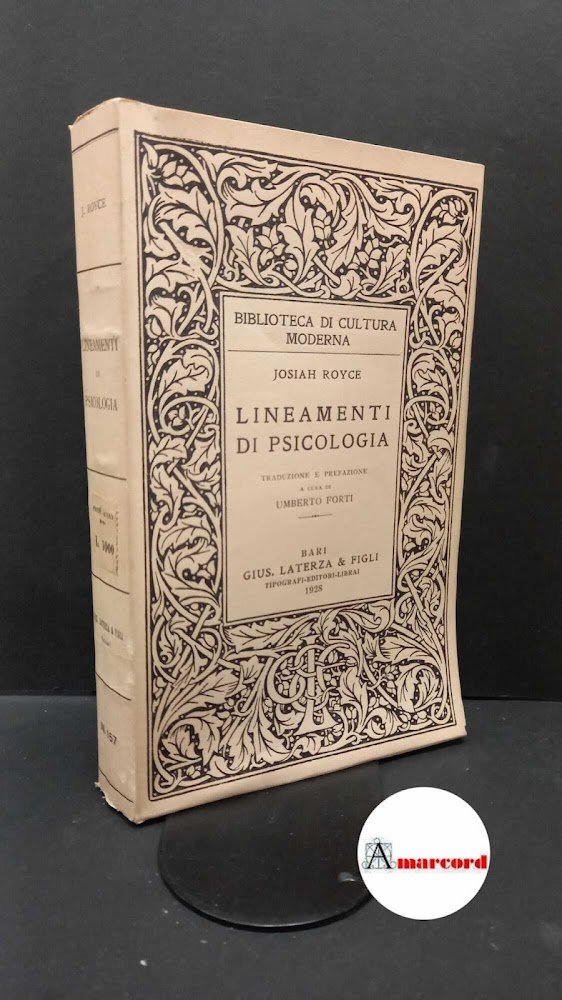 J. ROYCE
LINEAMENTI
DI
PSICOLOGIA
L. 1000
N. 157
BIBLIOTECA DI CULTURA
MODERNA
JOSIAH ROYCE
LINEAMENTI
DI PSICOLOGIA
TRADUZIONE E PREFAZIONE
A CURA DI
UMBERTO FORTI
BARI
GIUS. LATERZA & FIGLI
TIPOGRAFI-EDITORI-LIBRAI
1928
Amarcord